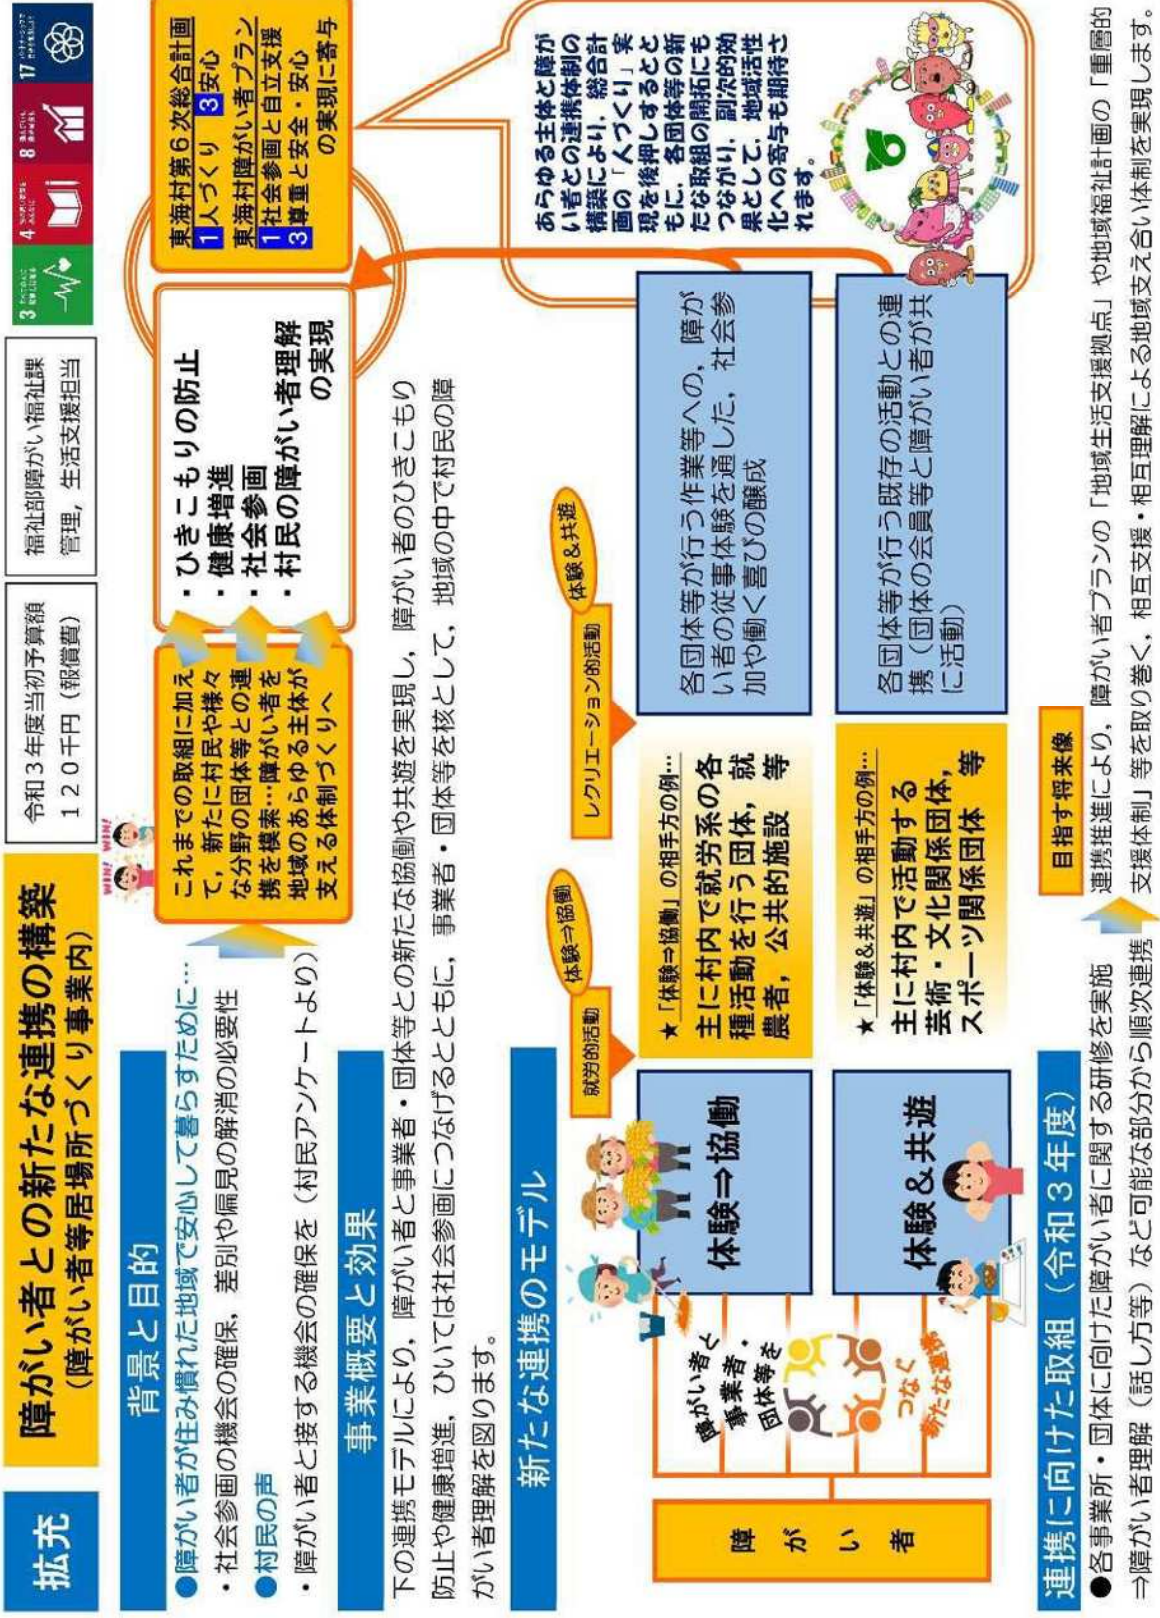 拡充
障がい者との新たな連携の構築
(障がい者等居場所づくり事業内)
令和3年度当初予算額
120千円(報償費)
福祉部障がい福祉課
管理,生活支援担当
3
4
8
17
背景と目的
●障がい者が住み慣れた地域で安心して暮らすために…
・社会参画の機会の確保,差別や偏見の解消の必要性
●村民の声
・障がい者と接する機会の確保を(村民アンケートより)
WIN! WIN!
これまでの取組に加え
て,新たに村民や様々
な分野の団体等との連
携を模索…障がい者を
地域のあらゆる主体が
支える体制づくりへ
・ひきこもりの防止
・健康増進
・社会参画
・村民の障がい者理解
の実現
東海村第6次総合計画
1 人づくり 3 安心
東海村障がい者プラン
1 社会参画と自立支援
3 尊重と安全・安心
の実現に寄与
事業概要と効果
下の連携モデルにより,障がい者と事業者・団体等との新たな協働や共遊を実現し,障がい者のひきこもり
防止や健康増進,ひいては社会参画につなげるとともに,事業者・団体等を核として,地域の中で村民の障
がい者理解を図ります。
あらゆる主体と障が
い者との連携体制の
構築により,総合計
画の「人づくり」実
現を後押しするとと
もに,各団体等の新
たな取組の開拓にも
つながり,副次的効
果として,地域活性
化への寄与も期待さ
れます。
新たな連携のモデル
就労的活動
体験⇒協働
レクリエーション的活動
体験&共遊
障がい者
障がい者と
事業者・
団体等を
つなぐ
新たな連携
体験⇒協働
★「体験⇒協働」の相手方の例…
主に村内で就労系の各
種活動を行う団体,就
農者,公共的施設 等
各団体等が行う作業等への,障が
い者の従事体験を通した,社会参
加や働く喜びの醸成
体験&共遊
★「体験&共遊」の相手方の例…
主に村内で活動する
芸術・文化関係団体,
スポーツ関係団体 等
各団体等が行う既存の活動との連
携(団体の会員等と障がい者が共
に活動)
連携に向けた取組(令和3年度)
●各事業所・団体に向けた障がい者に関する研修を実施
⇒障がい者理解(話し方等)など可能な部分から順次連携
目指す将来像
連携推進により,障がい者プランの「地域生活支援拠点」や地域福祉計画の「重層的
支援体制」等を取り巻く,相互支援・相互理解による地域支え合い体制を実現します。